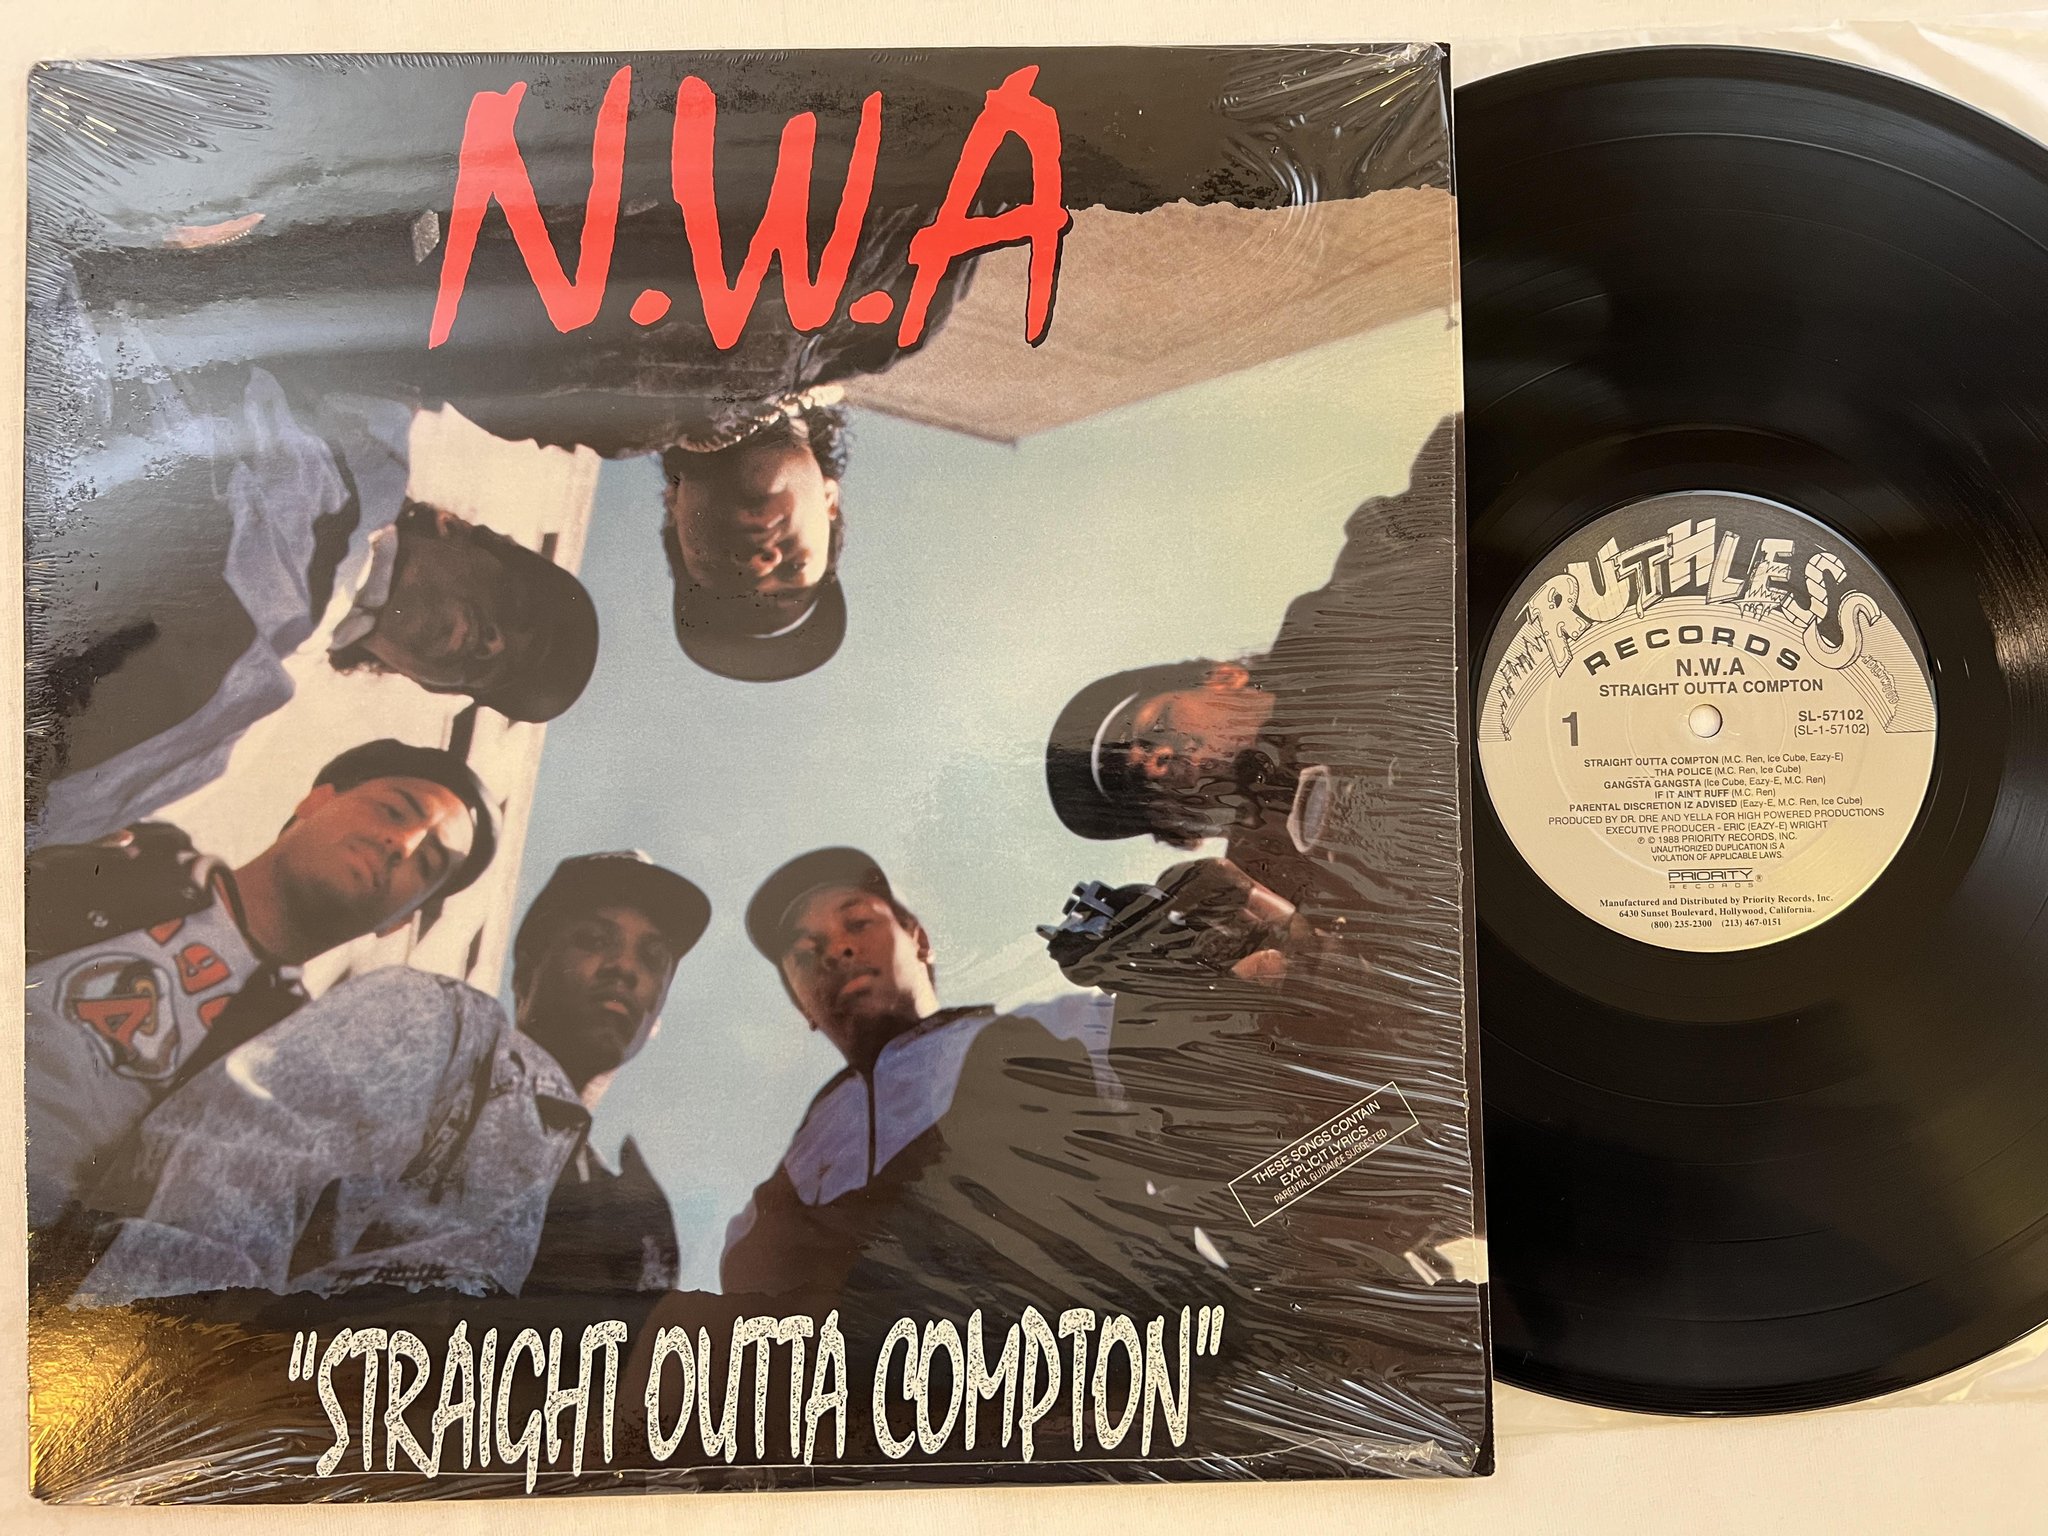 N.W.A
THESE SONGS CONTAIN
EXPLICIT LYRICS
PARENTAL GUIDANCE SUGGESTED
"STRAIGHT OUTTA COMPTON"
RUTHLESS
RECORDS
N.W.A
STRAIGHT OUTTA COMPTON
1
SL-57102
(SL-1-57102)
STRAIGHT OUTTA COMPTON (M.C. Ren, Ice Cube, Eazy-E)
____ THA POLICE (M.C. Ren, Ice Cube)
GANGSTA GANGSTA (Ice Cube, Eazy-E, M.C. Ren)
IF IT AIN'T RUFF (M.C. Ren)
PARENTAL DISCRETION IZ ADVISED (Eazy-E, M.C. Ren, Ice Cube)
PRODUCED BY DR. DRE AND YELLA FOR HIGH POWERED PRODUCTIONS
EXECUTIVE PRODUCER - ERIC (EAZY-E) WRIGHT
℗ © 1988 PRIORITY RECORDS, INC.
UNAUTHORIZED DUPLICATION IS A
VIOLATION OF APPLICABLE LAWS.
PRIORITY
RECORDS ®
Manufactured and Distributed by Priority Records, Inc.
6430 Sunset Boulevard, Hollywood, California.
(800) 235-2300 (213) 467-0151